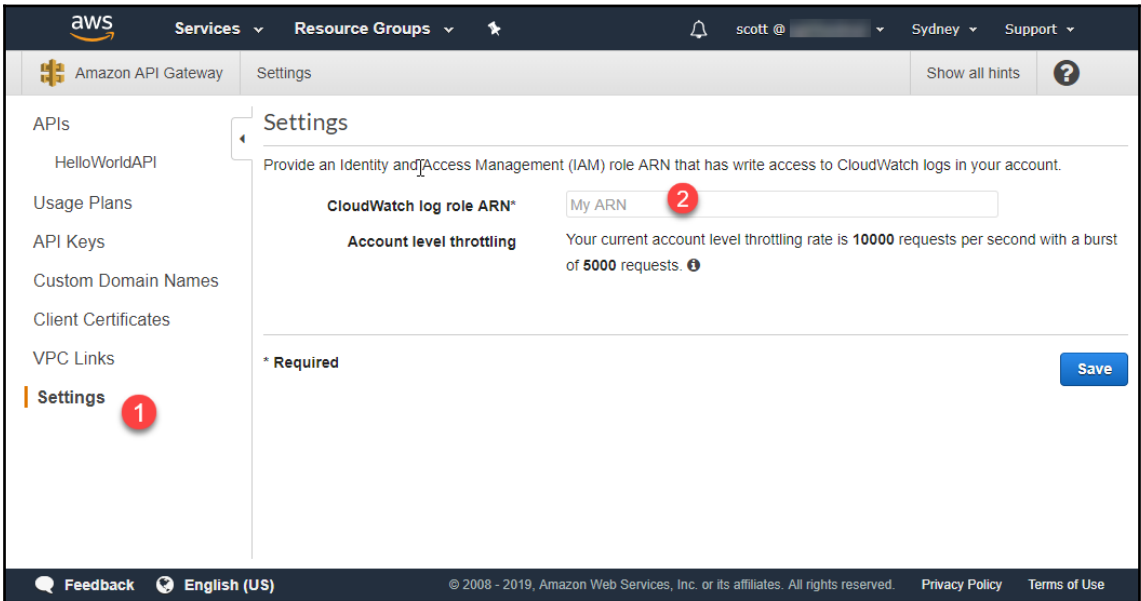 aws Services Resource Groups scott @ Sydney Support
Amazon API Gateway Settings Show all hints ?
APIs
HelloWorldAPI
Usage Plans
API Keys
Custom Domain Names
Client Certificates
VPC Links
Settings
1
Settings
Provide an Identity and Access Management (IAM) role ARN that has write access to CloudWatch logs in your account.
CloudWatch log role ARN* My ARN 2
Account level throttling Your current account level throttling rate is 10000 requests per second with a burst
of 5000 requests.
* Required Save
Feedback English (US) © 2008 - 2019, Amazon Web Services, Inc. or its affiliates. All rights reserved. Privacy Policy Terms of Use